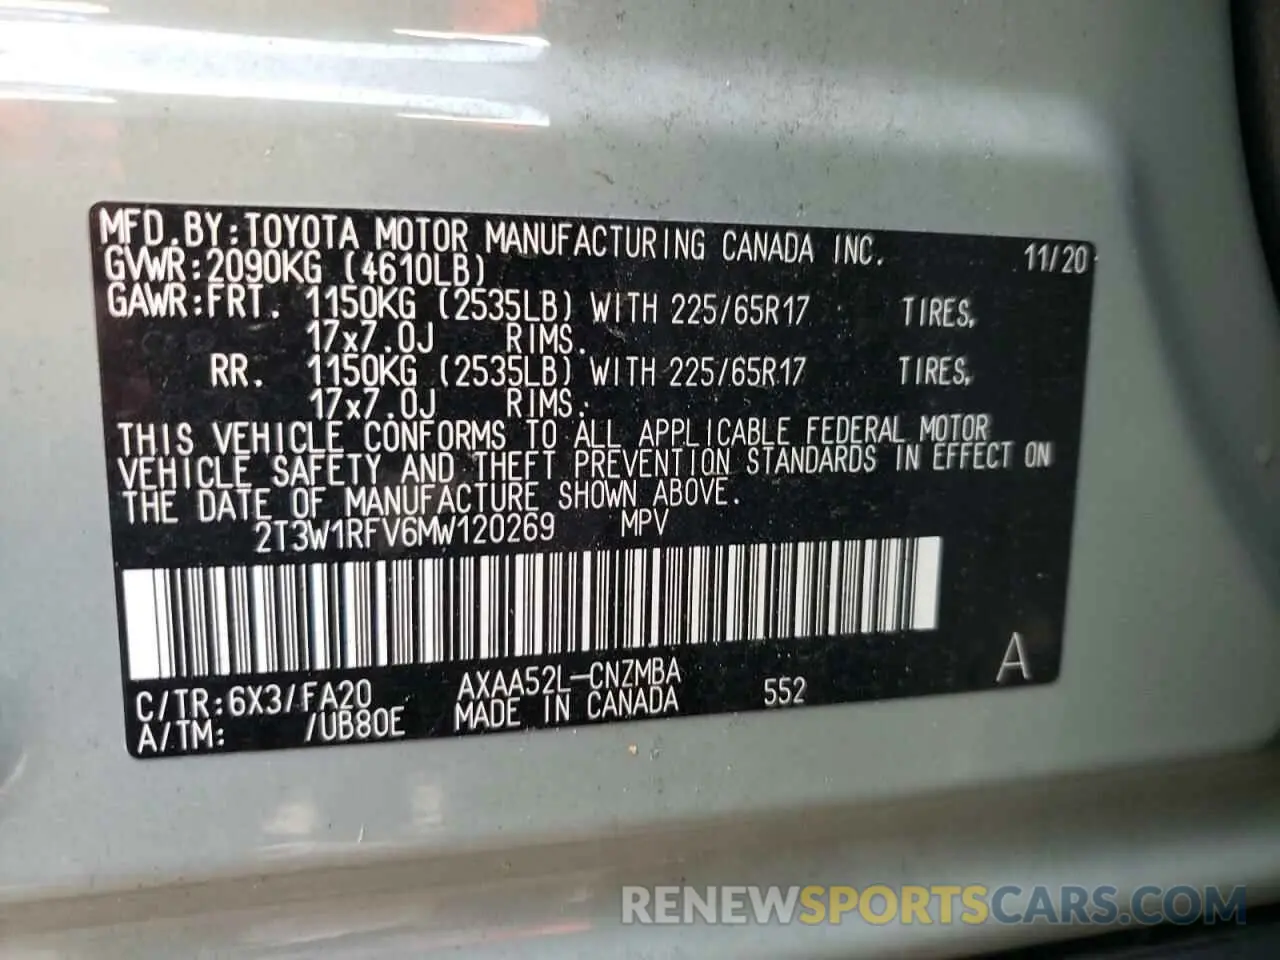 MFD.BY:TOYOTA MOTOR MANUFACTURING CANADA INC. 11/20
GVWR:2090KG (4610LB)
GAWR:FRT. 1150KG (2535LB) WITH 225/65R17 TIRES,
17x7.0J RIMS.
RR. 1150KG (2535LB) WITH 225/65R17 TIRES,
17x7.0J RIMS.
THIS VEHICLE CONFORMS TO ALL APPLICABLE FEDERAL MOTOR
VEHICLE SAFETY AND THEFT PREVENTION STANDARDS IN EFFECT ON
THE DATE OF MANUFACTURE SHOWN ABOVE.
2T3W1RFV6MW120269 MPV
A
C/TR:6X3/FA20 AXAA52L-CNZMBA 552
A/TM: /UB80E MADE IN CANADA
RENEWSPORTSCARS.COM